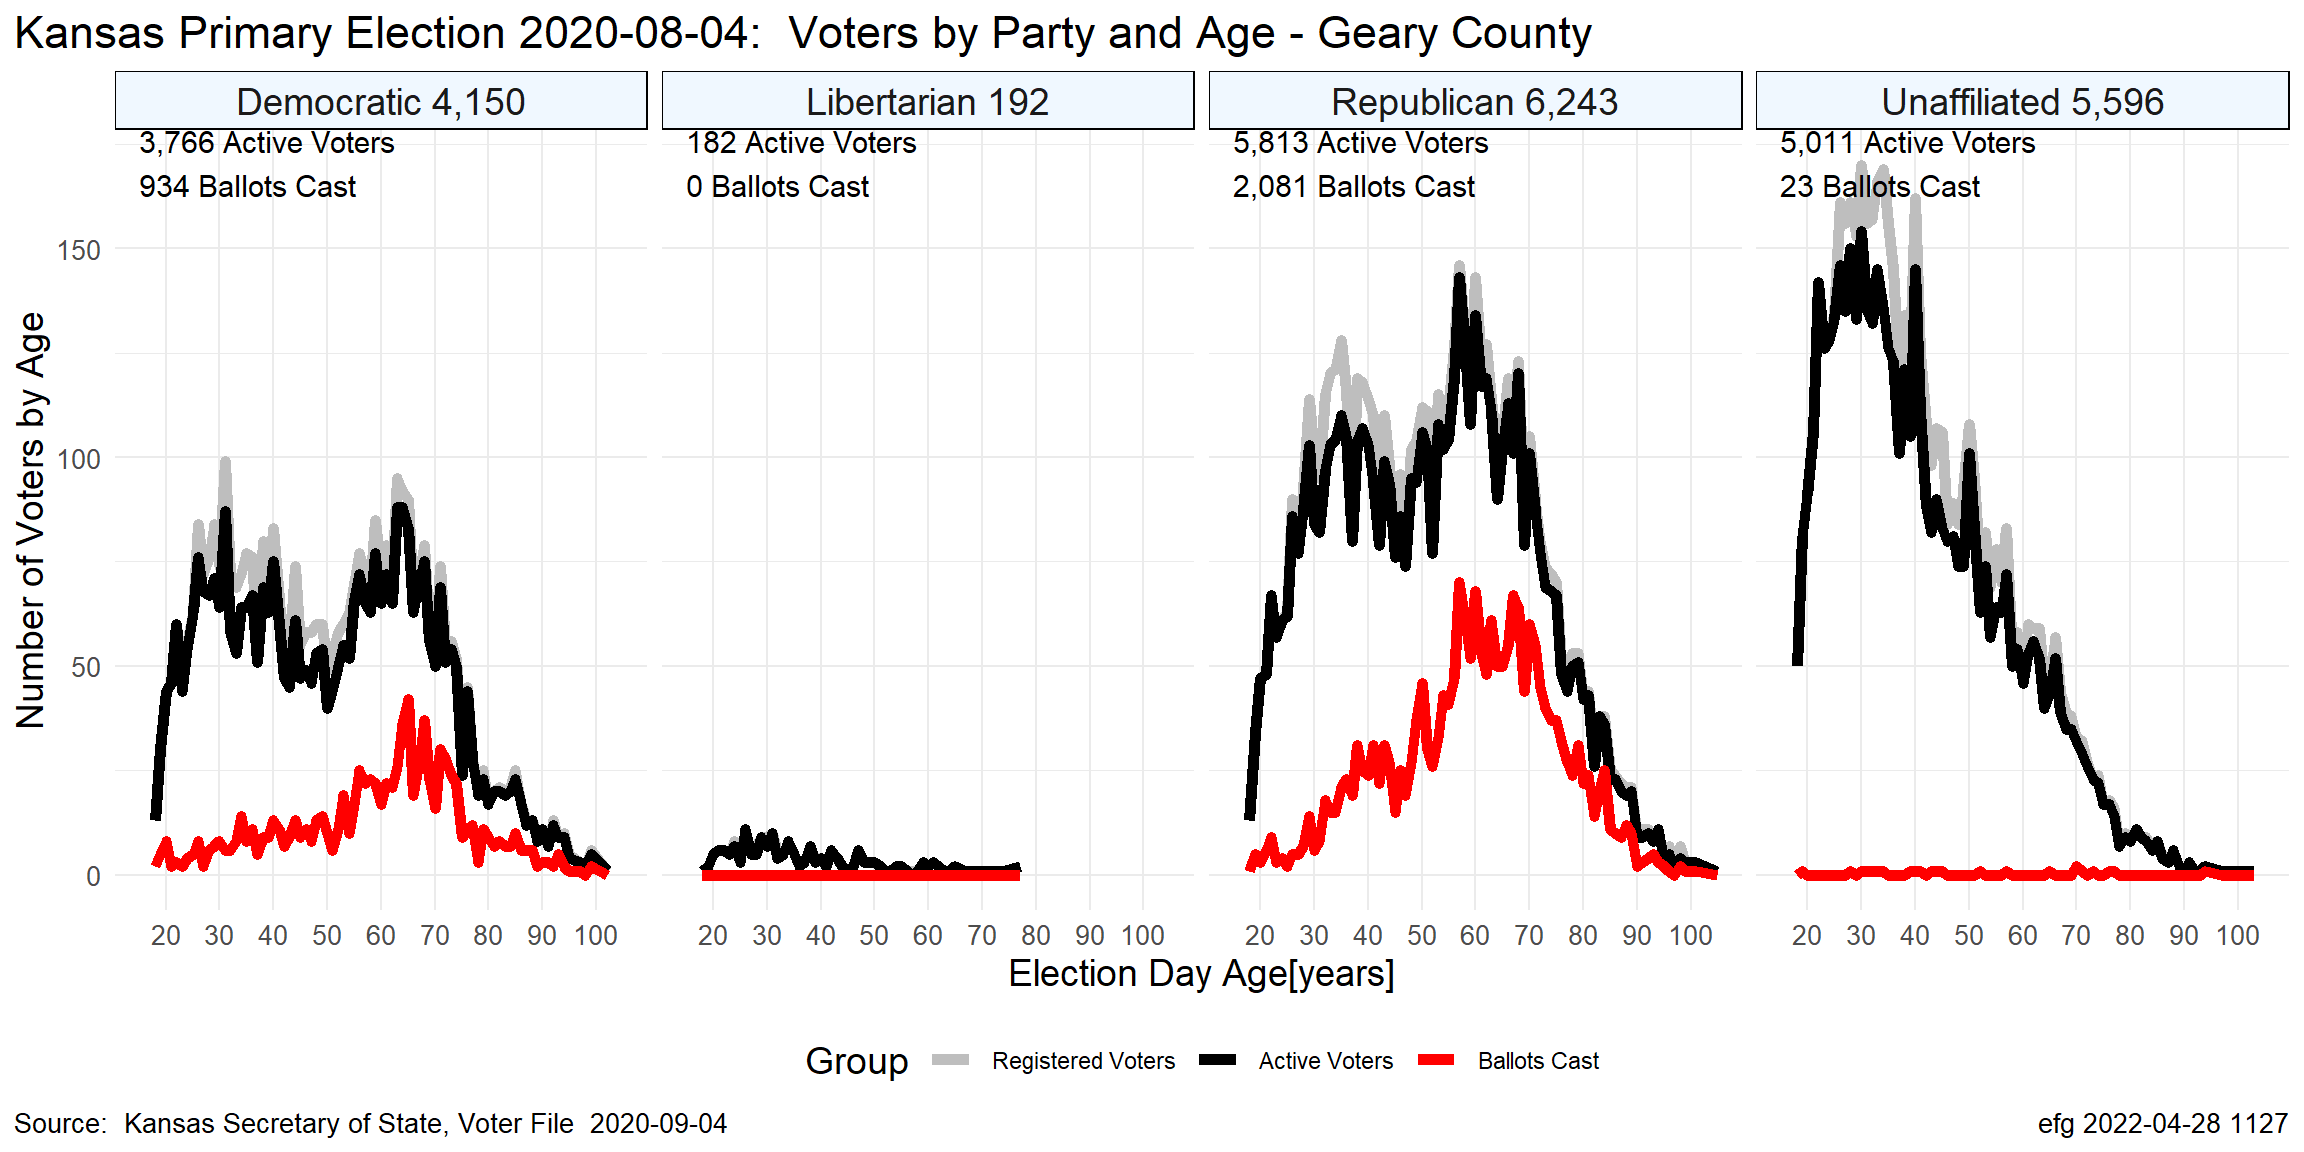 Kansas Primary Election 2020-08-04:  Voters by Party and Age - Geary County
Democratic 4,150
Libertarian 192
Republican 6,243
Unaffiliated 5,596
3,766 Active Voters
934 Ballots Cast
182 Active Voters
0 Ballots Cast
5,813 Active Voters
2,081 Ballots Cast
5,011 Active Voters
23 Ballots Cast
Number of Voters by Age
150
100
50
0
20 30 40 50 60 70 80 90 100
20 30 40 50 60 70 80 90 100
20 30 40 50 60 70 80 90 100
20 30 40 50 60 70 80 90 100
Election Day Age[years]
Group Registered Voters Active Voters Ballots Cast
Source:  Kansas Secretary of State, Voter File  2020-09-04
efg 2022-04-28 1127